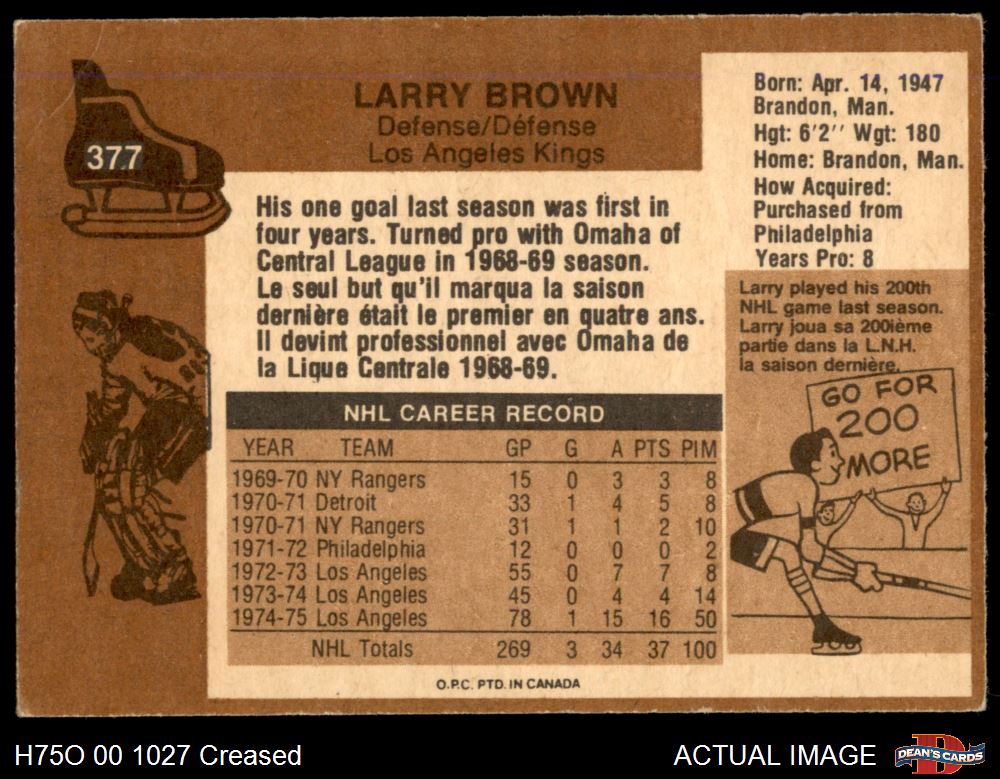 377
LARRY BROWN
Defense/Défense
Los Angeles Kings
Born: Apr. 14, 1947
Brandon, Man.
Hgt: 6'2'' Wgt: 180
Home: Brandon, Man.
How Acquired:
Purchased from
Philadelphia
Years Pro: 8
His one goal last season was first in
four years. Turned pro with Omaha of
Central League in 1968-69 season.
Le seul but qu'il marqua la saison
dernière était le premier en quatre ans.
Il devint professionnel avec Omaha de
la Lique Centrale 1968-69.
Larry played his 200th
NHL game last season.
Larry joua sa 200ième
partie dans la L.N.H.
la saison dernière.
GO FOR
200
MORE
NHL CAREER RECORD
YEAR TEAM GP G A PTS PIM
1969-70 NY Rangers 15 0 3 3 8
1970-71 Detroit 33 1 4 5 8
1970-71 NY Rangers 31 1 1 2 10
1971-72 Philadelphia 12 0 0 0 2
1972-73 Los Angeles 55 0 7 7 8
1973-74 Los Angeles 45 0 4 4 14
1974-75 Los Angeles 78 1 15 16 50
NHL Totals 269 3 34 37 100
O.P.C. PTD. IN CANADA
H75O 00 1027 Creased
ACTUAL IMAGE
DEAN'S CARDS